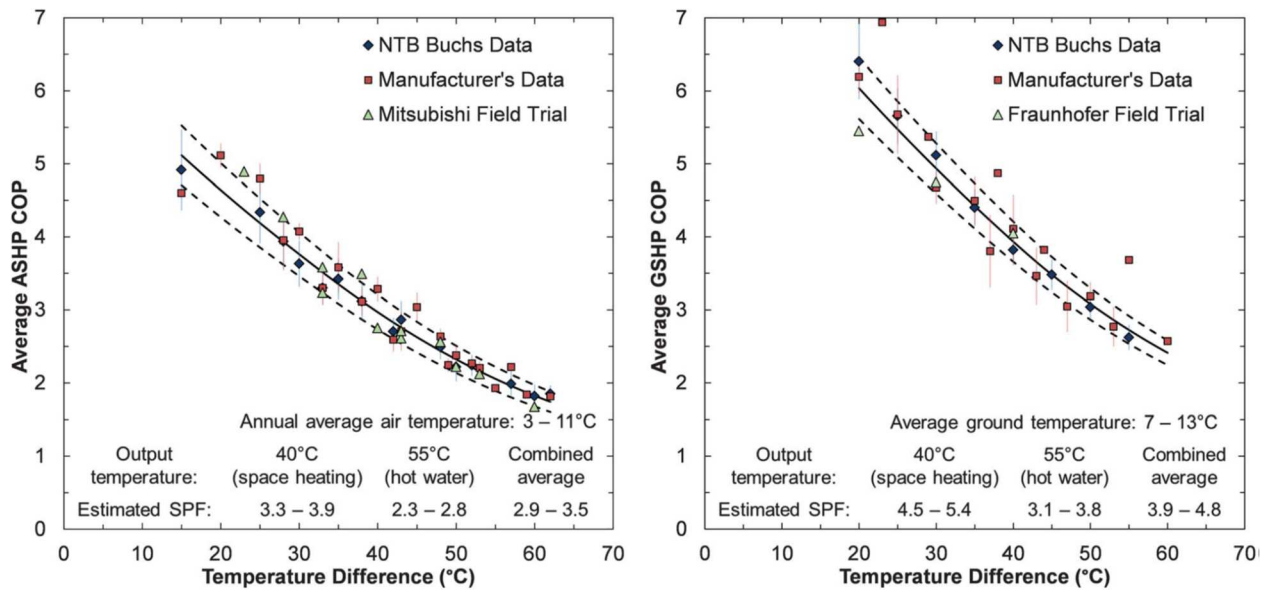 7
6
5
4
3
2
1
0
Average ASHP COP
NTB Buchs Data
Manufacturer's Data
Mitsubishi Field Trial
Annual average air temperature: 3 – 11°C
Output temperature: 40°C (space heating) 55°C (hot water) Combined average
Estimated SPF: 3.3 – 3.9 2.3 – 2.8 2.9 – 3.5
0 10 20 30 40 50 60 70
Temperature Difference (°C)
7
6
5
4
3
2
1
0
Average GSHP COP
NTB Buchs Data
Manufacturer's Data
Fraunhofer Field Trial
Average ground temperature: 7 – 13°C
Output temperature: 40°C (space heating) 55°C (hot water) Combined average
Estimated SPF: 4.5 – 5.4 3.1 – 3.8 3.9 – 4.8
0 10 20 30 40 50 60 70
Temperature Difference (°C)